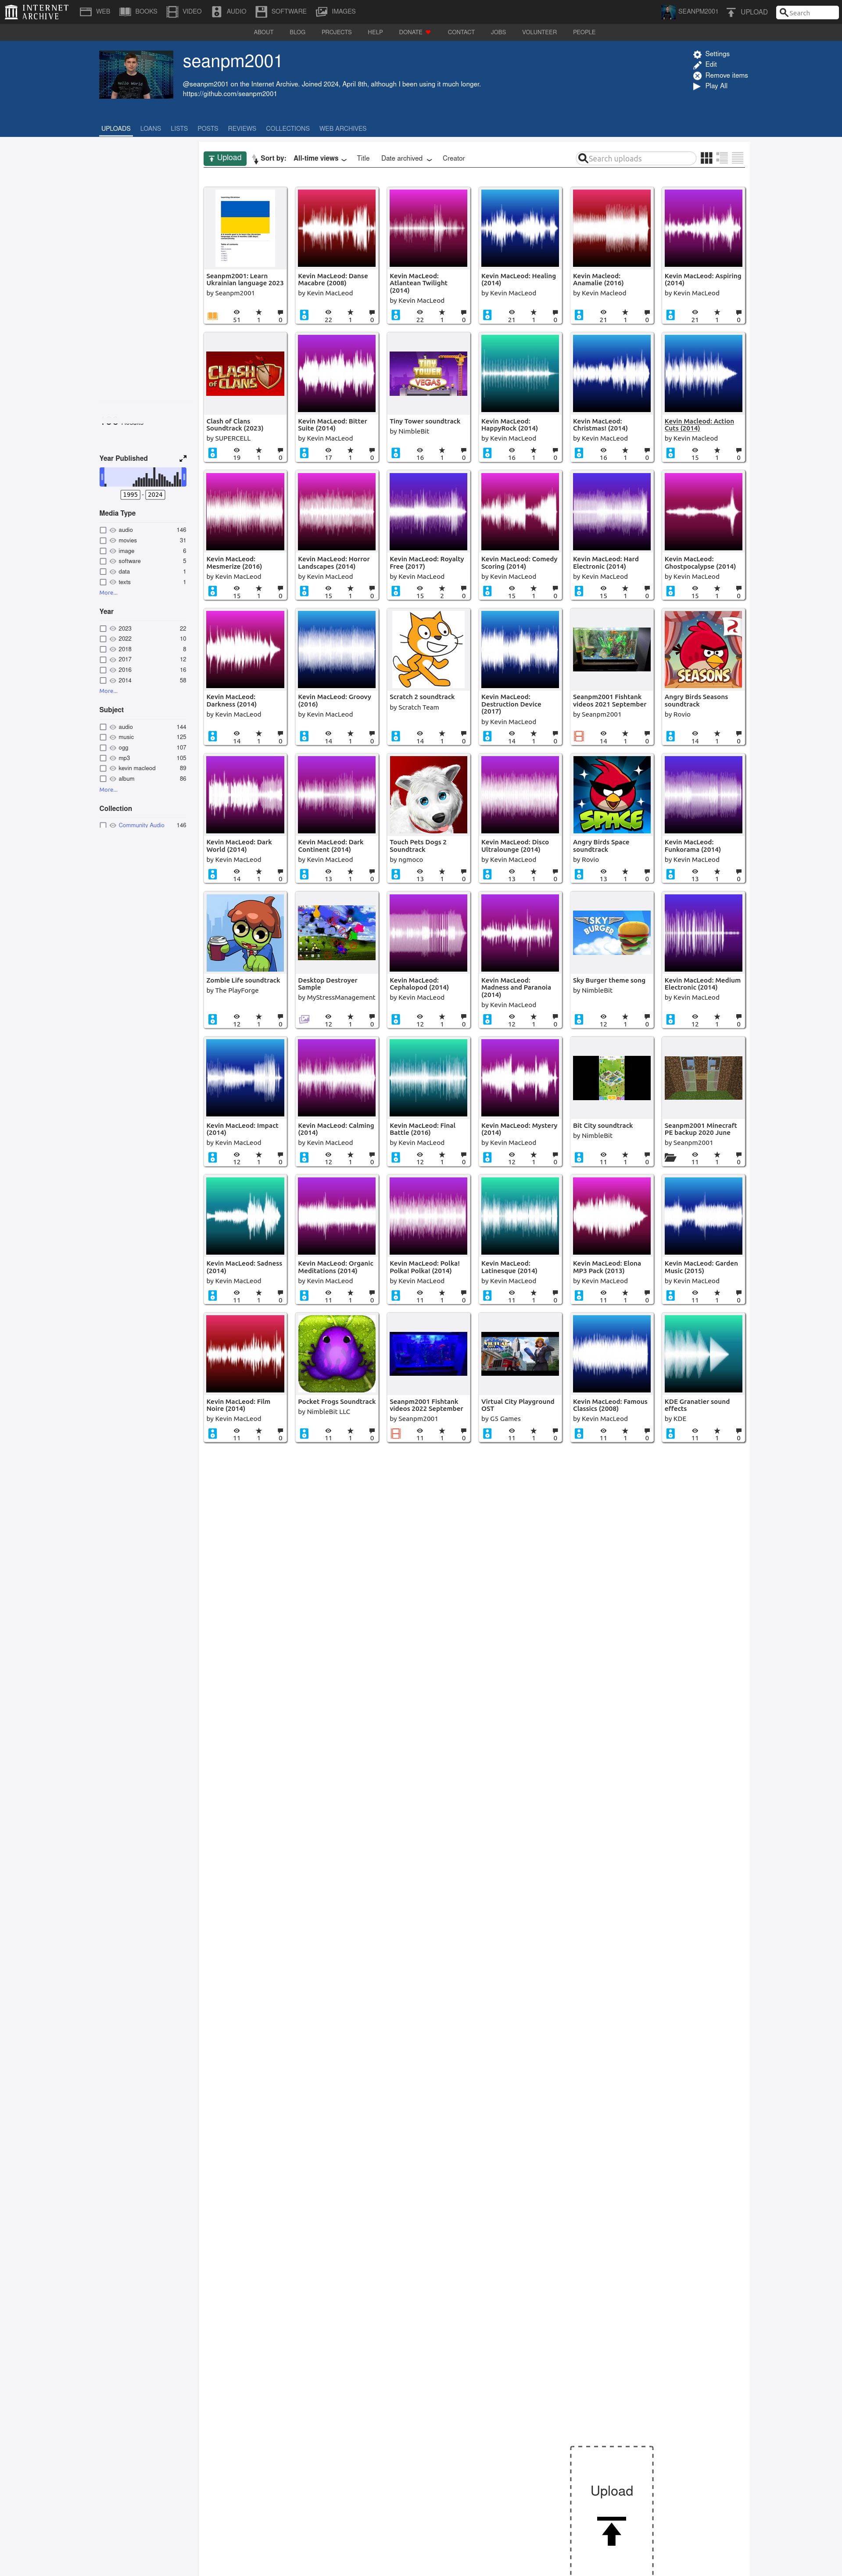 INTERNET ARCHIVE WEB BOOKS VIDEO AUDIO SOFTWARE IMAGES SEANPM2001 UPLOAD Search
ABOUT BLOG PROJECTS HELP DONATE CONTACT JOBS VOLUNTEER PEOPLE
seanpm2001
@seanpm2001 on the Internet Archive. Joined 2024, April 8th, although I been using it much longer.
https://github.com/seanpm2001
Settings
Edit
Remove items
Play All
UPLOADS LOANS LISTS POSTS REVIEWS COLLECTIONS WEB ARCHIVES
Upload Sort by: All-time views Title Date archived Creator Search uploads
Year Published
1995 - 2024
Media Type
audio 146
movies 31
image 6
software 5
data 1
texts 1
More...
Year
2023 22
2022 10
2018 8
2017 12
2016 16
2014 58
More...
Subject
audio 144
music 125
ogg 107
mp3 105
kevin macleod 89
album 86
More...
Collection
Community Audio 146
Seanpm2001: Learn Ukrainian language 2023
by Seanpm2001
51 1 0
Kevin MacLeod: Danse Macabre (2008)
by Kevin MacLeod
22 1 0
Kevin MacLeod: Atlantean Twilight (2014)
by Kevin MacLeod
22 1 0
Kevin MacLeod: Healing (2014)
by Kevin MacLeod
21 1 0
Kevin Macleod: Anamalie (2016)
by Kevin Macleod
21 1 0
Kevin MacLeod: Aspiring (2014)
by Kevin MacLeod
21 1 0
CLASH OF CLANS
Clash of Clans Soundtrack (2023)
by SUPERCELL
19 1 0
Kevin MacLeod: Bitter Suite (2014)
by Kevin MacLeod
17 1 0
TINY TOWER VEGAS
Tiny Tower soundtrack
by NimbleBit
16 1 0
Kevin MacLeod: HappyRock (2014)
by Kevin MacLeod
16 1 0
Kevin MacLeod: Christmas! (2014)
by Kevin MacLeod
16 1 0
Kevin Macleod: Action Cuts (2014)
by Kevin Macleod
15 1 0
Kevin MacLeod: Mesmerize (2016)
by Kevin MacLeod
15 1 0
Kevin MacLeod: Horror Landscapes (2014)
by Kevin MacLeod
15 1 0
Kevin MacLeod: Royalty Free (2017)
by Kevin MacLeod
15 2 0
Kevin MacLeod: Comedy Scoring (2014)
by Kevin MacLeod
15 1 0
Kevin MacLeod: Hard Electronic (2014)
by Kevin MacLeod
15 1 0
Kevin MacLeod: Ghostpocalypse (2014)
by Kevin MacLeod
15 1 0
Kevin MacLeod: Darkness (2014)
by Kevin MacLeod
14 1 0
Kevin MacLeod: Groovy (2016)
by Kevin MacLeod
14 1 0
Scratch 2 soundtrack
by Scratch Team
14 1 0
Kevin MacLeod: Destruction Device (2017)
by Kevin MacLeod
14 1 0
Seanpm2001 Fishtank videos 2021 September
by Seanpm2001
14 1 0
SEASONS
Angry Birds Seasons soundtrack
by Rovio
14 1 0
Kevin MacLeod: Dark World (2014)
by Kevin MacLeod
14 1 0
Kevin MacLeod: Dark Continent (2014)
by Kevin MacLeod
13 1 0
Touch Pets Dogs 2 Soundtrack
by ngmoco
13 1 0
Kevin MacLeod: Disco Ultralounge (2014)
by Kevin MacLeod
13 1 0
SPACE
Angry Birds Space soundtrack
by Rovio
13 1 0
Kevin MacLeod: Funkorama (2014)
by Kevin MacLeod
13 1 0
Zombie Life soundtrack
by The PlayForge
12 1 0
Desktop Destroyer Sample
by MyStressManagement
12 1 0
Kevin MacLeod: Cephalopod (2014)
by Kevin MacLeod
12 1 0
Kevin MacLeod: Madness and Paranoia (2014)
by Kevin MacLeod
12 1 0
SKY BURGER
Sky Burger theme song
by NimbleBit
12 1 0
Kevin MacLeod: Medium Electronic (2014)
by Kevin MacLeod
12 1 0
Kevin MacLeod: Impact (2014)
by Kevin MacLeod
12 1 0
Kevin MacLeod: Calming (2014)
by Kevin MacLeod
12 1 0
Kevin MacLeod: Final Battle (2016)
by Kevin MacLeod
12 1 0
Kevin MacLeod: Mystery (2014)
by Kevin MacLeod
12 1 0
Bit City soundtrack
by NimbleBit
11 1 0
Seanpm2001 Minecraft PE backup 2020 June
by Seanpm2001
11 1 0
Kevin MacLeod: Sadness (2014)
by Kevin MacLeod
11 1 0
Kevin MacLeod: Organic Meditations (2014)
by Kevin MacLeod
11 1 0
Kevin MacLeod: Polka! Polka! Polka! (2014)
by Kevin MacLeod
11 1 0
Kevin MacLeod: Latinesque (2014)
by Kevin MacLeod
11 1 0
Kevin MacLeod: Elona MP3 Pack (2013)
by Kevin MacLeod
11 1 0
Kevin MacLeod: Garden Music (2015)
by Kevin MacLeod
11 1 0
Kevin MacLeod: Film Noire (2014)
by Kevin MacLeod
11 1 0
Pocket Frogs Soundtrack
by NimbleBit LLC
11 1 0
Seanpm2001 Fishtank videos 2022 September
by Seanpm2001
11 1 0
Virtual City Playground OST
by G5 Games
11 1 0
Kevin MacLeod: Famous Classics (2008)
by Kevin MacLeod
11 1 0
KDE Granatier sound effects
by KDE
11 1 0
Upload